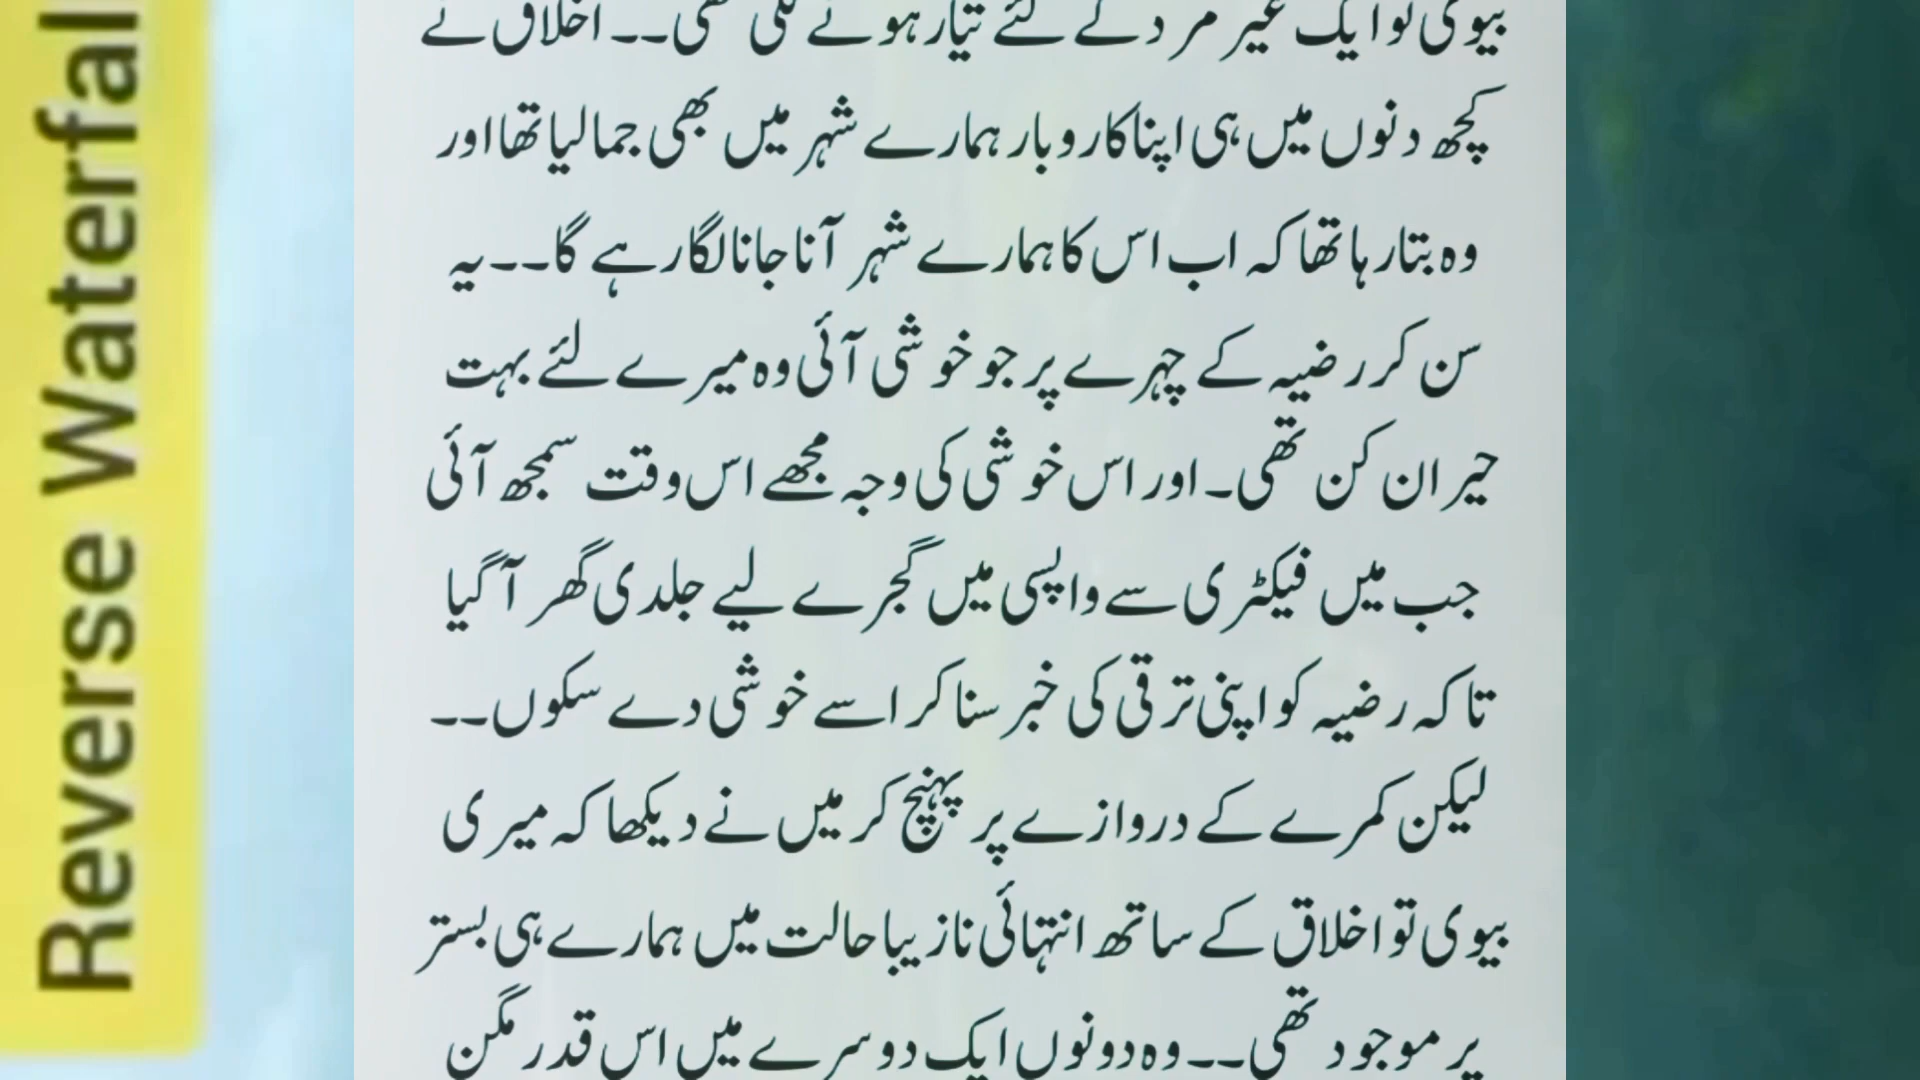 بیوی تو ایک غیر مرد کے لئے تیار ہونے لگی تھی۔۔ اخلاق نے
کچھ دنوں میں ہی اپنا کاروبار ہمارے شہر میں بھی جما لیا تھا اور
وہ بتا رہا تھا کہ اب اس کا ہمارے شہر آنا جانا لگا رہے گا۔۔ یہ
سن کر رضیہ کے چہرے پر جو خوشی آئی وہ میرے لئے بہت
حیران کن تھی۔ اور اس خوشی کی وجہ مجھے اس وقت سمجھ آئی
جب میں فیکٹری سے واپسی میں گجرے لیے جلدی گھر آ گیا
تاکہ رضیہ کو اپنی ترقی کی خبر سنا کر اسے خوشی دے سکوں۔۔
لیکن کمرے کے دروازے پر پہنچ کر میں نے دیکھا کہ میری
بیوی تو اخلاق کے ساتھ انتہائی نازیبا حالت میں ہمارے ہی بستر
پر موجود تھی۔۔ وہ دونوں ایک دوسرے میں اس قدر مگن
Reverse Waterfal